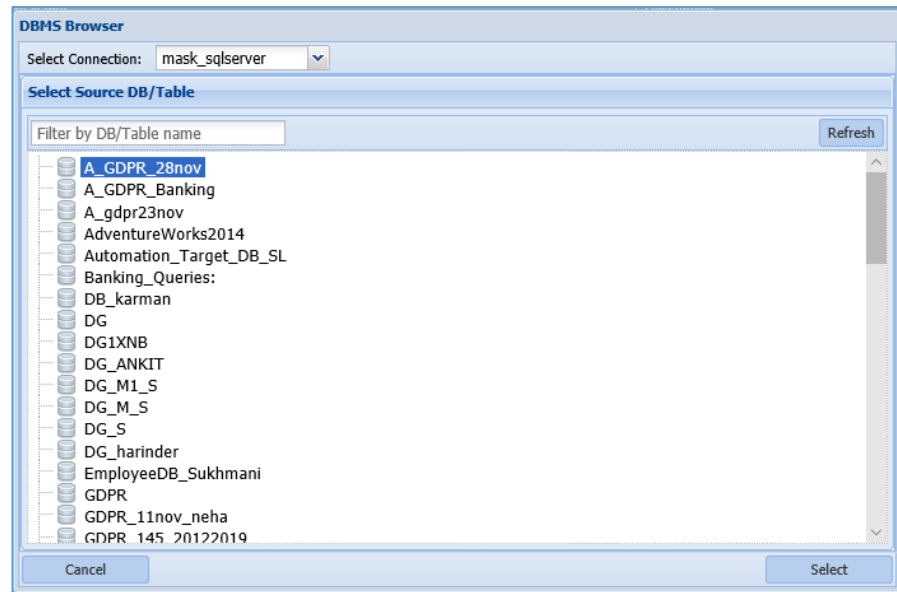 DBMS Browser
Select Connection: mask_sqlserver
Select Source DB/Table
Filter by DB/Table name Refresh
A_GDPR_28nov
A_GDPR_Banking
A_gdpr23nov
AdventureWorks2014
Automation_Target_DB_SL
Banking_Queries:
DB_karman
DG
DG1XNB
DG_ANKIT
DG_M1_S
DG_M_S
DG_S
DG_harinder
EmployeeDB_Sukhmani
GDPR
GDPR_11nov_neha
GDPR_145_20122019
Cancel Select